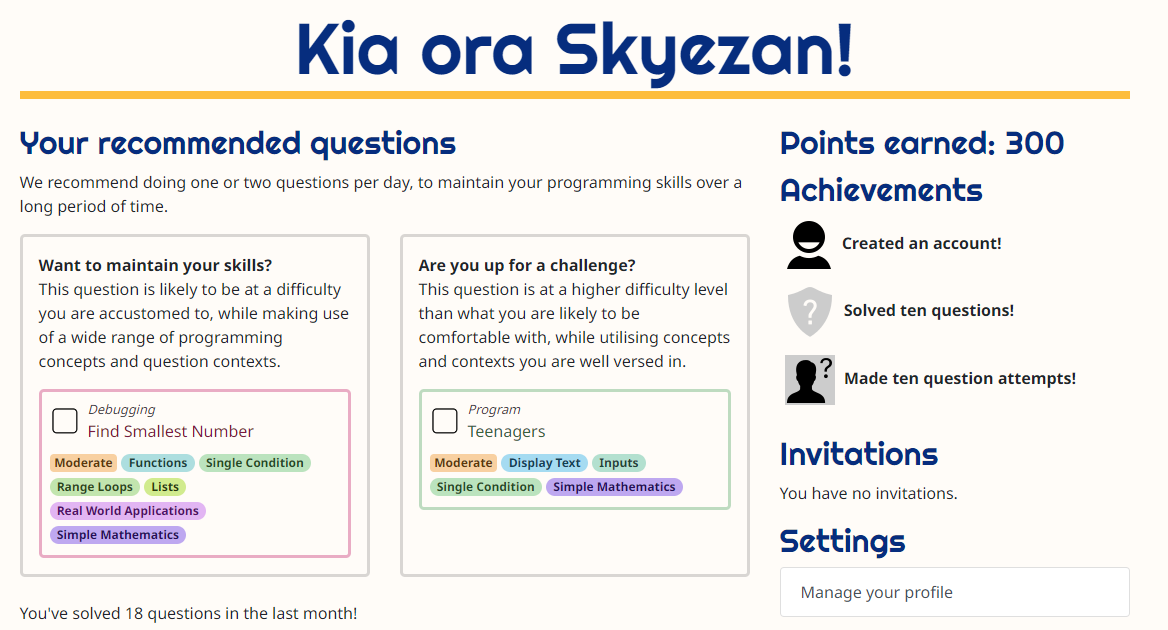 Kia ora Skyezan!
Your recommended questions
We recommend doing one or two questions per day, to maintain your programming skills over a
long period of time.
Want to maintain your skills?
This question is likely to be at a difficulty
you are accustomed to, while making use
of a wide range of programming
concepts and question contexts.
Debugging
Find Smallest Number
Moderate Functions Single Condition
Range Loops Lists
Real World Applications
Simple Mathematics
Are you up for a challenge?
This question is at a higher difficulty level
than what you are likely to be
comfortable with, while utilising concepts
and contexts you are well versed in.
Program
Teenagers
Moderate Display Text Inputs
Single Condition Simple Mathematics
You've solved 18 questions in the last month!
Points earned: 300
Achievements
Created an account!
?
Solved ten questions!
?
Made ten question attempts!
Invitations
You have no invitations.
Settings
Manage your profile